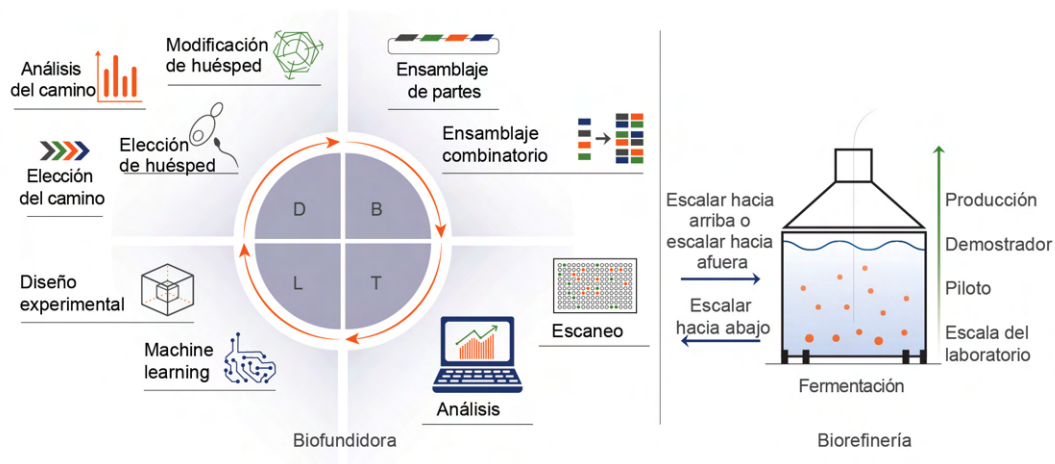 Análisis
del camino
Modificación
de huésped
Elección
del camino
Elección
de huésped
Ensamblaje
de partes
Ensamblaje
combinatorio
D
B
L
T
Diseño
experimental
Machine
learning
Escaneo
Análisis
Biofundidora
Escalar hacia
arriba o
escalar hacia
afuera
Escalar
hacia abajo
Producción
Demostrador
Piloto
Escala del
laboratorio
Fermentación
Biorefinería